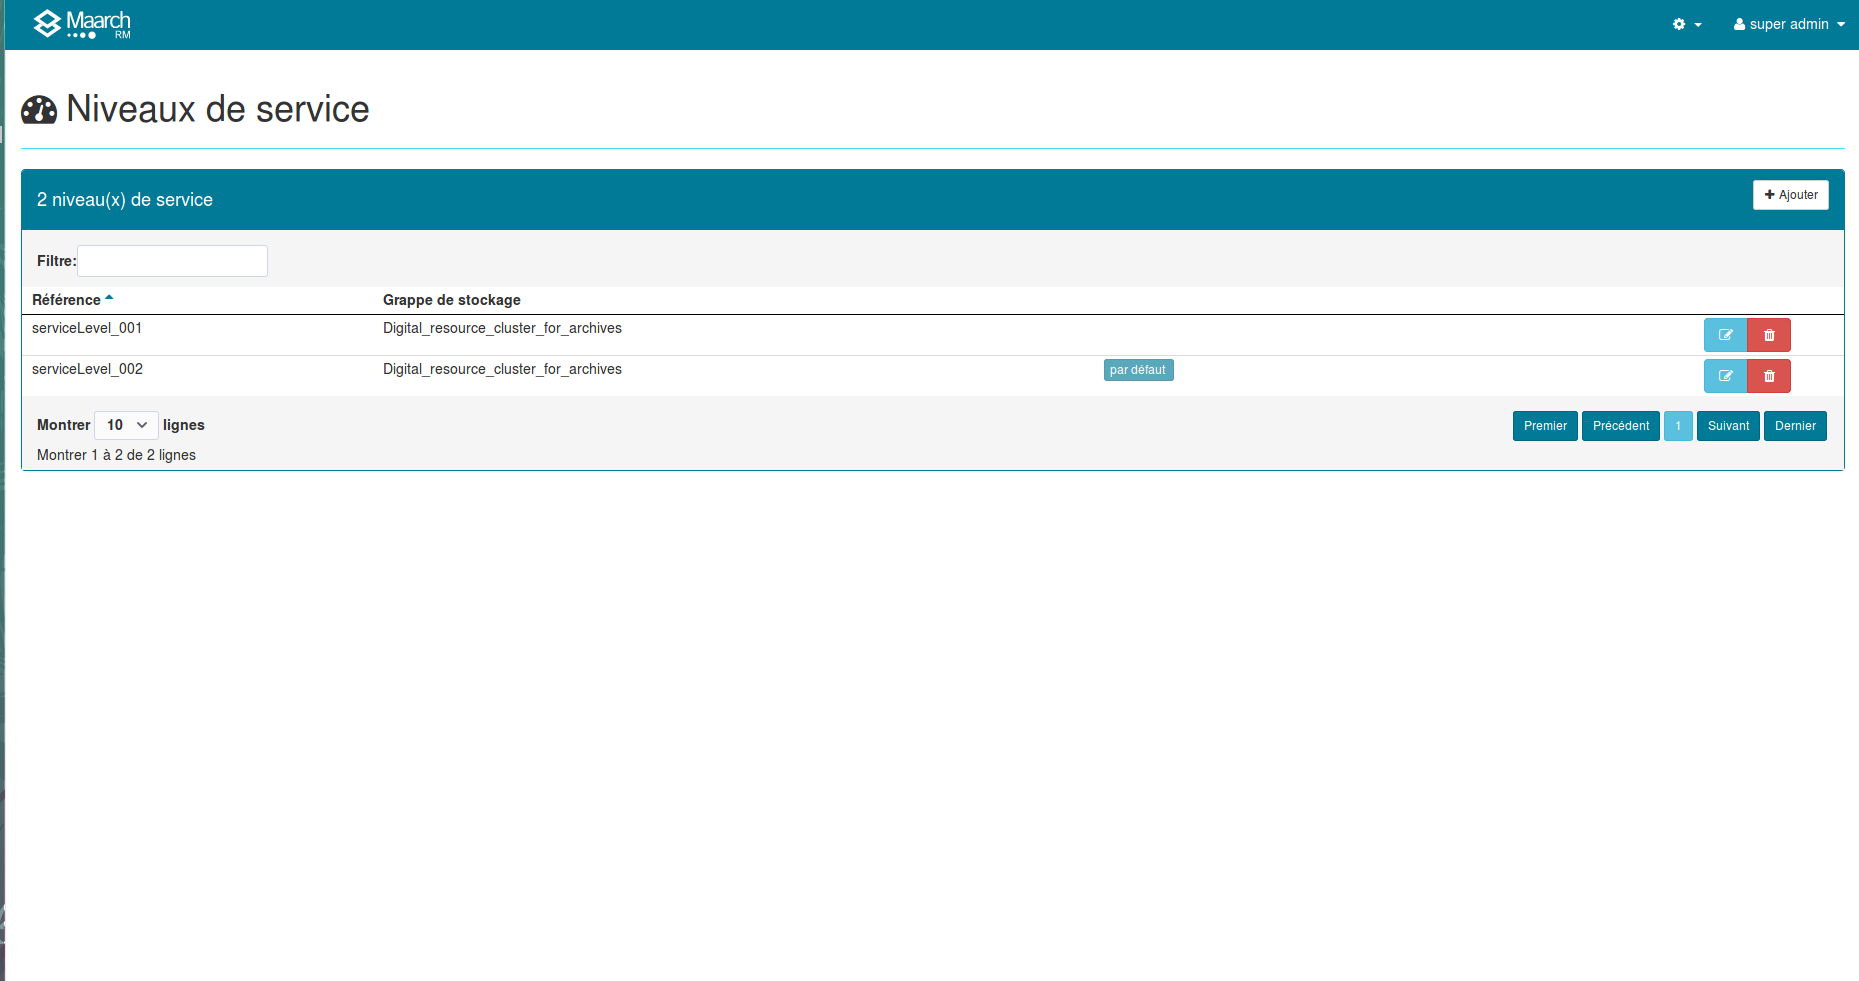 Maarch
RM
super admin
Niveaux de service
2 niveau(x) de service
Ajouter
Filtre:
Référence Grappe de stockage
serviceLevel_001 Digital_resource_cluster_for_archives
serviceLevel_002 Digital_resource_cluster_for_archives par défaut
Montrer 10 lignes
Premier Précédent 1 Suivant Dernier
Montrer 1 à 2 de 2 lignes